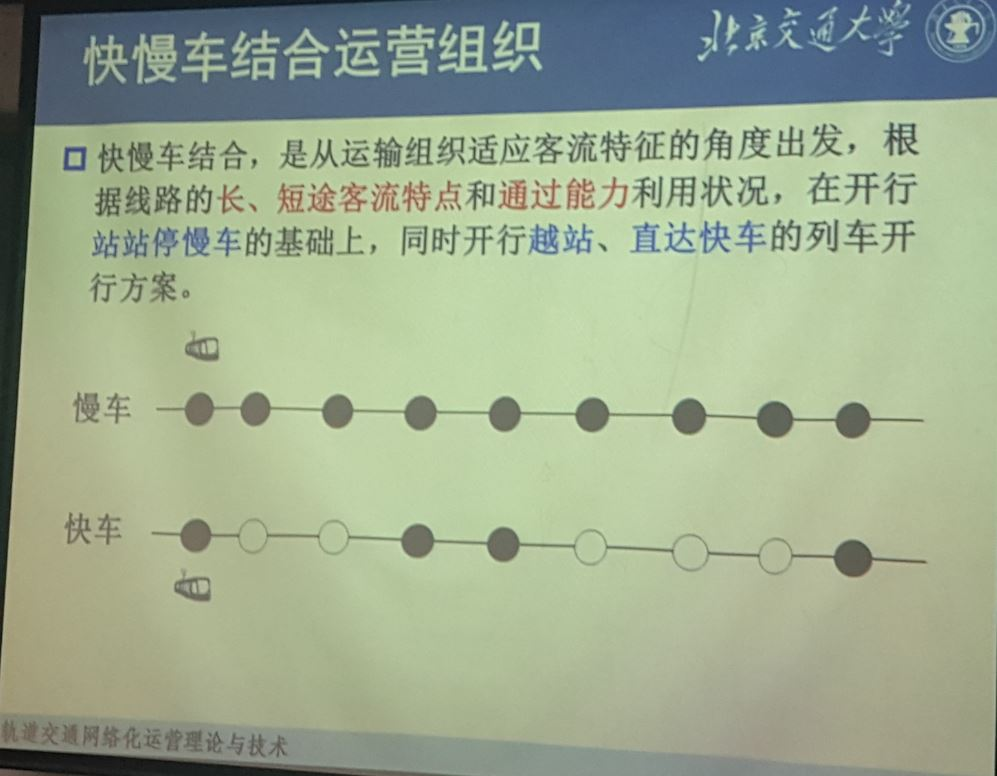 快慢车结合运营组织
北京交通大学
快慢车结合，是从运输组织适应客流特征的角度出发，根
据线路的长、短途客流特点和通过能力利用状况，在开行
站站停慢车的基础上，同时开行越站、直达快车的列车开
行方案。
慢车
快车
轨道交通网络化运营理论与技术